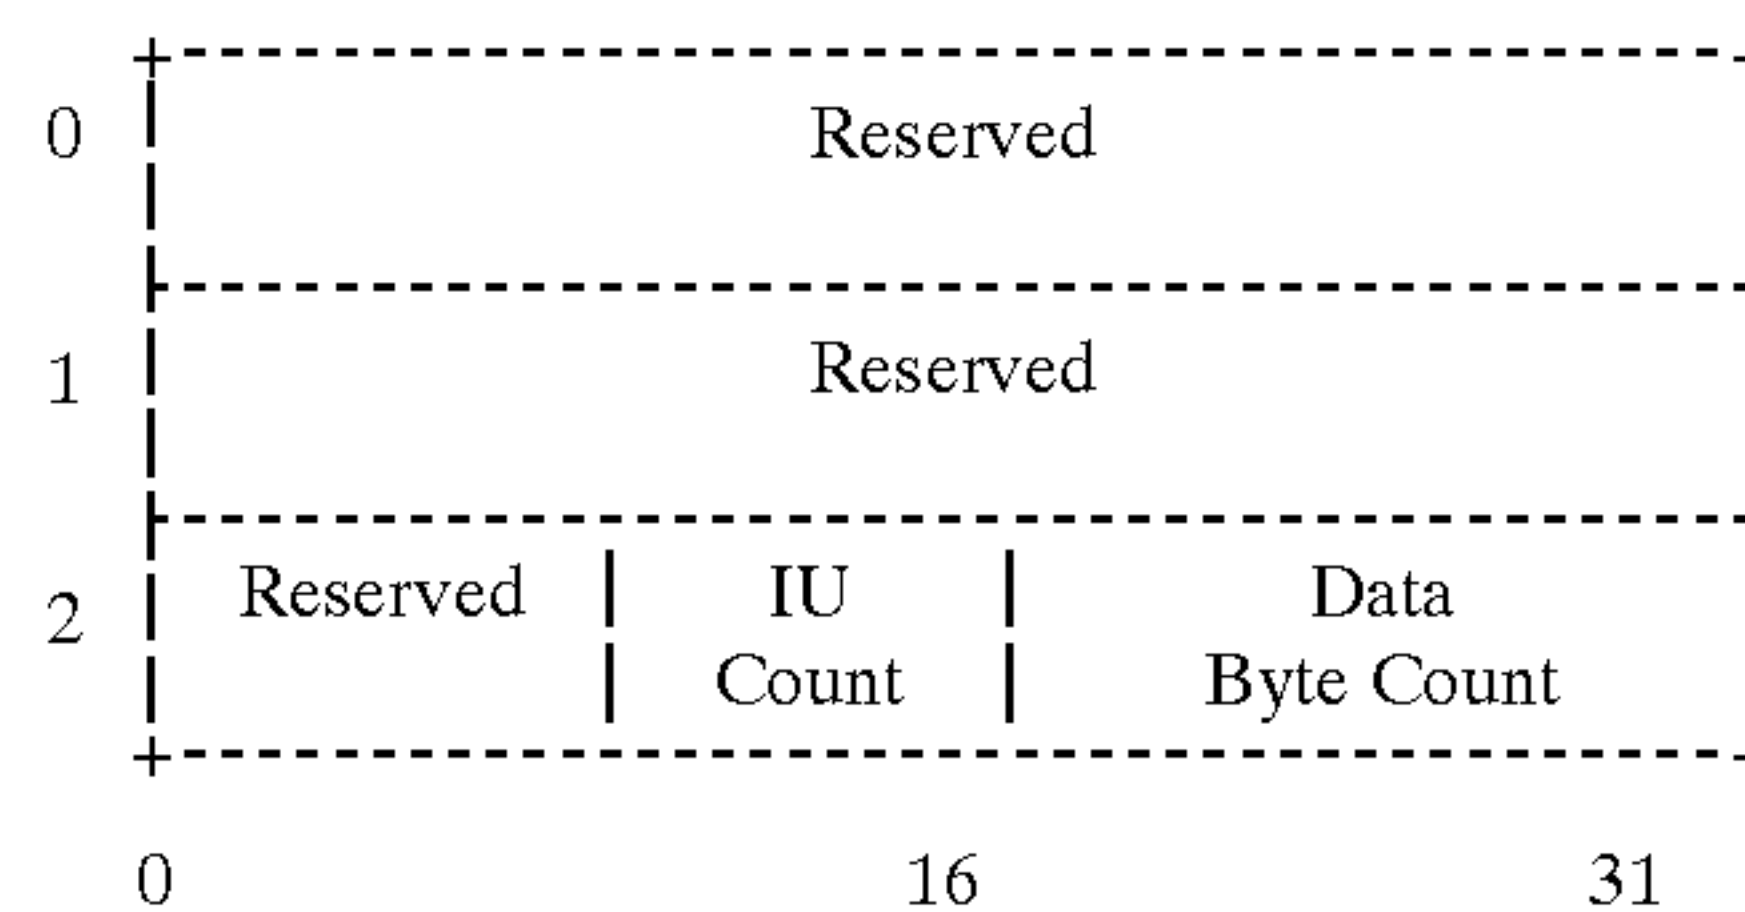 0 Reserved
1 Reserved
2 Reserved | IU | Data
| Count | Byte Count
0 16 31